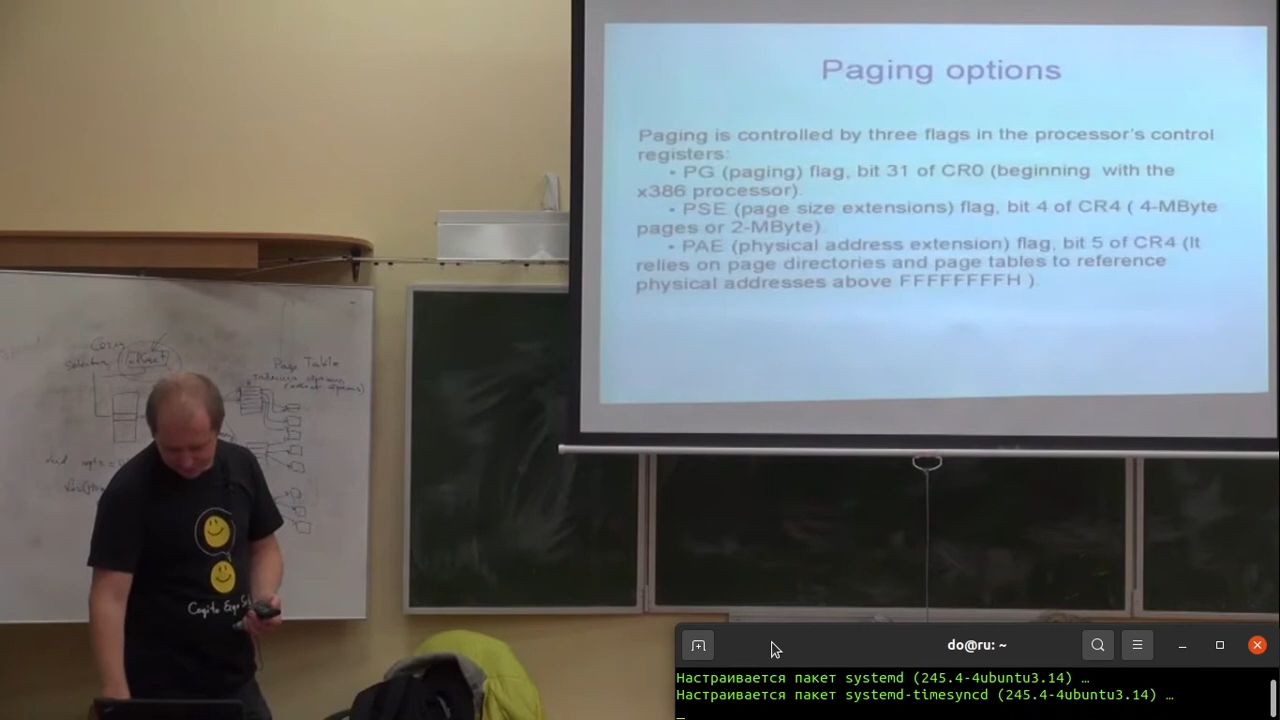 Paging options
Paging is controlled by three flags in the processor's control
registers:
• PG (paging) flag, bit 31 of CR0 (beginning with the
x386 processor).
• PSE (page size extensions) flag, bit 4 of CR4 ( 4-MByte
pages or 2-MByte).
• PAE (physical address extension) flag, bit 5 of CR4 (It
relies on page directories and page tables to reference
physical addresses above FFFFFFFFH ).
Page Table
Cogito Ergo
do@ru: ~
Настраивается пакет systemd (245.4-4ubuntu3.14) …
Настраивается пакет systemd-timesyncd (245.4-4ubuntu3.14) …